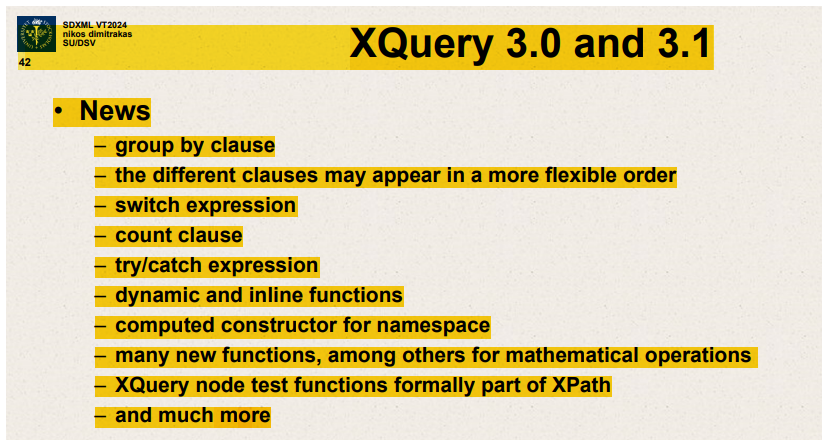 SDXML VT2024
nikos dimitrakas
SU/DSV
42
XQuery 3.0 and 3.1
• News
– group by clause
– the different clauses may appear in a more flexible order
– switch expression
– count clause
– try/catch expression
– dynamic and inline functions
– computed constructor for namespace
– many new functions, among others for mathematical operations
– XQuery node test functions formally part of XPath
– and much more